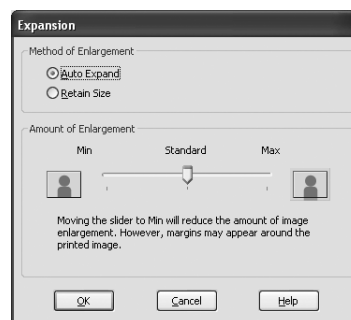 Expansion
Method of Enlargement
Auto Expand
Retain Size
Amount of Enlargement
Min Standard Max
Moving the slider to Min will reduce the amount of image
enlargement. However, margins may appear around the
printed image.
OK Cancel Help